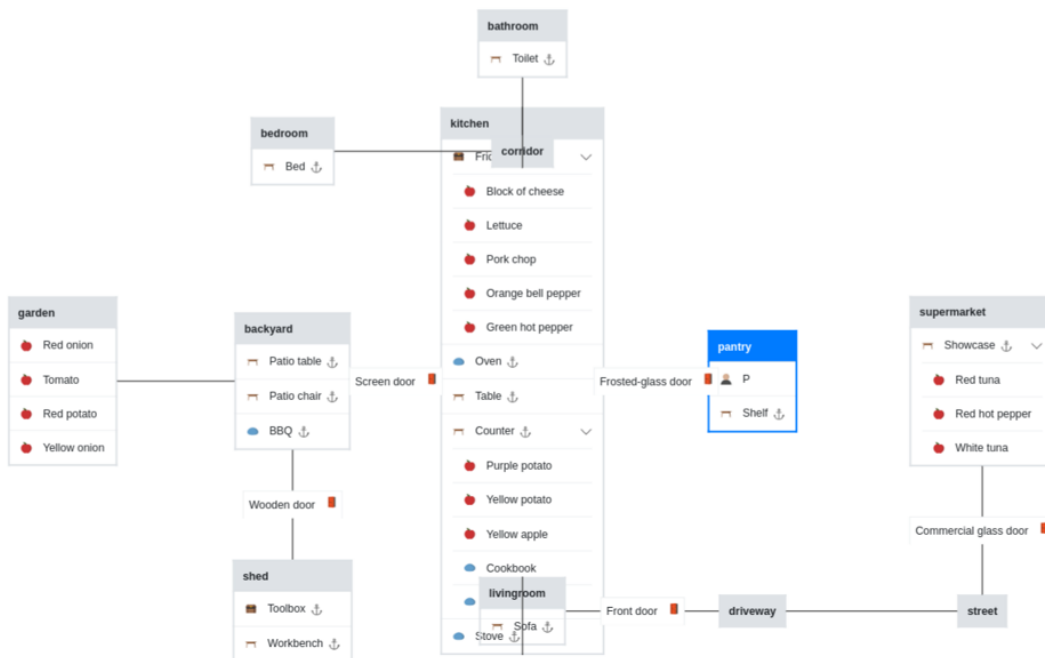 bathroom
Toilet
bedroom
Bed
kitchen
corridor
Block of cheese
Lettuce
Pork chop
Orange bell pepper
Green hot pepper
Oven
Table
Counter
Purple potato
Yellow potato
Yellow apple
Cookbook
Stove
garden
Red onion
Tomato
Red potato
Yellow onion
backyard
Patio table
Patio chair
BBQ
Screen door
Wooden door
shed
Toolbox
Workbench
Frosted-glass door
pantry
P
Shelf
livingroom
Sofa
Front door
driveway
street
supermarket
Showcase
Red tuna
Red hot pepper
White tuna
Commercial glass door